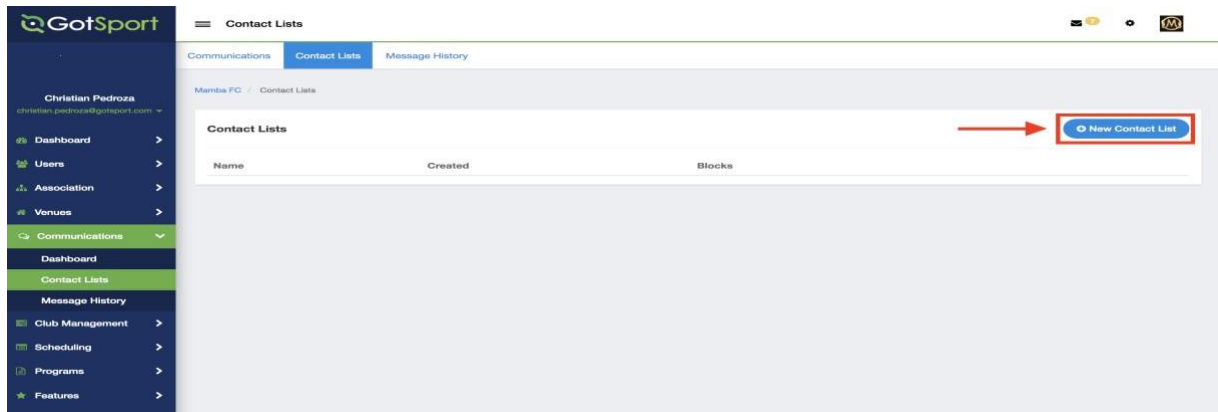 GotSport
Contact Lists
Communications
Contact Lists
Message History
Christian Pedroza
christian.pedroza@gotsport.com
Mamba FC / Contact Lists
Contact Lists
New Contact List
Name
Created
Blocks
Dashboard
Users
Association
Venues
Communications
Dashboard
Contact Lists
Message History
Club Management
Scheduling
Programs
Features